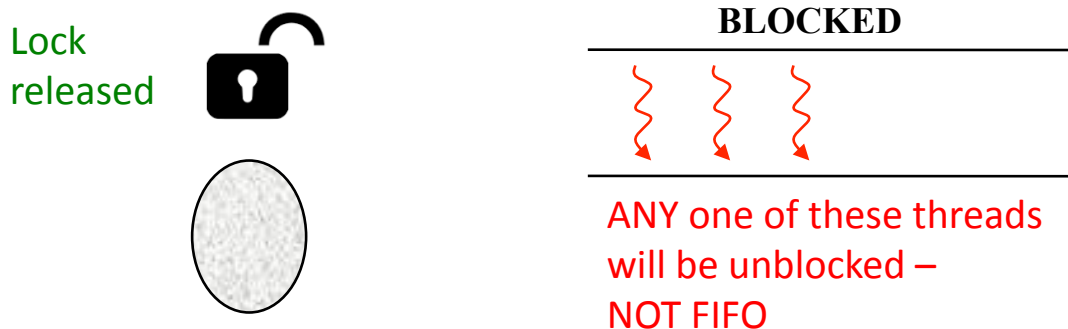 Lock
released
BLOCKED
ANY one of these threads
will be unblocked –
NOT FIFO